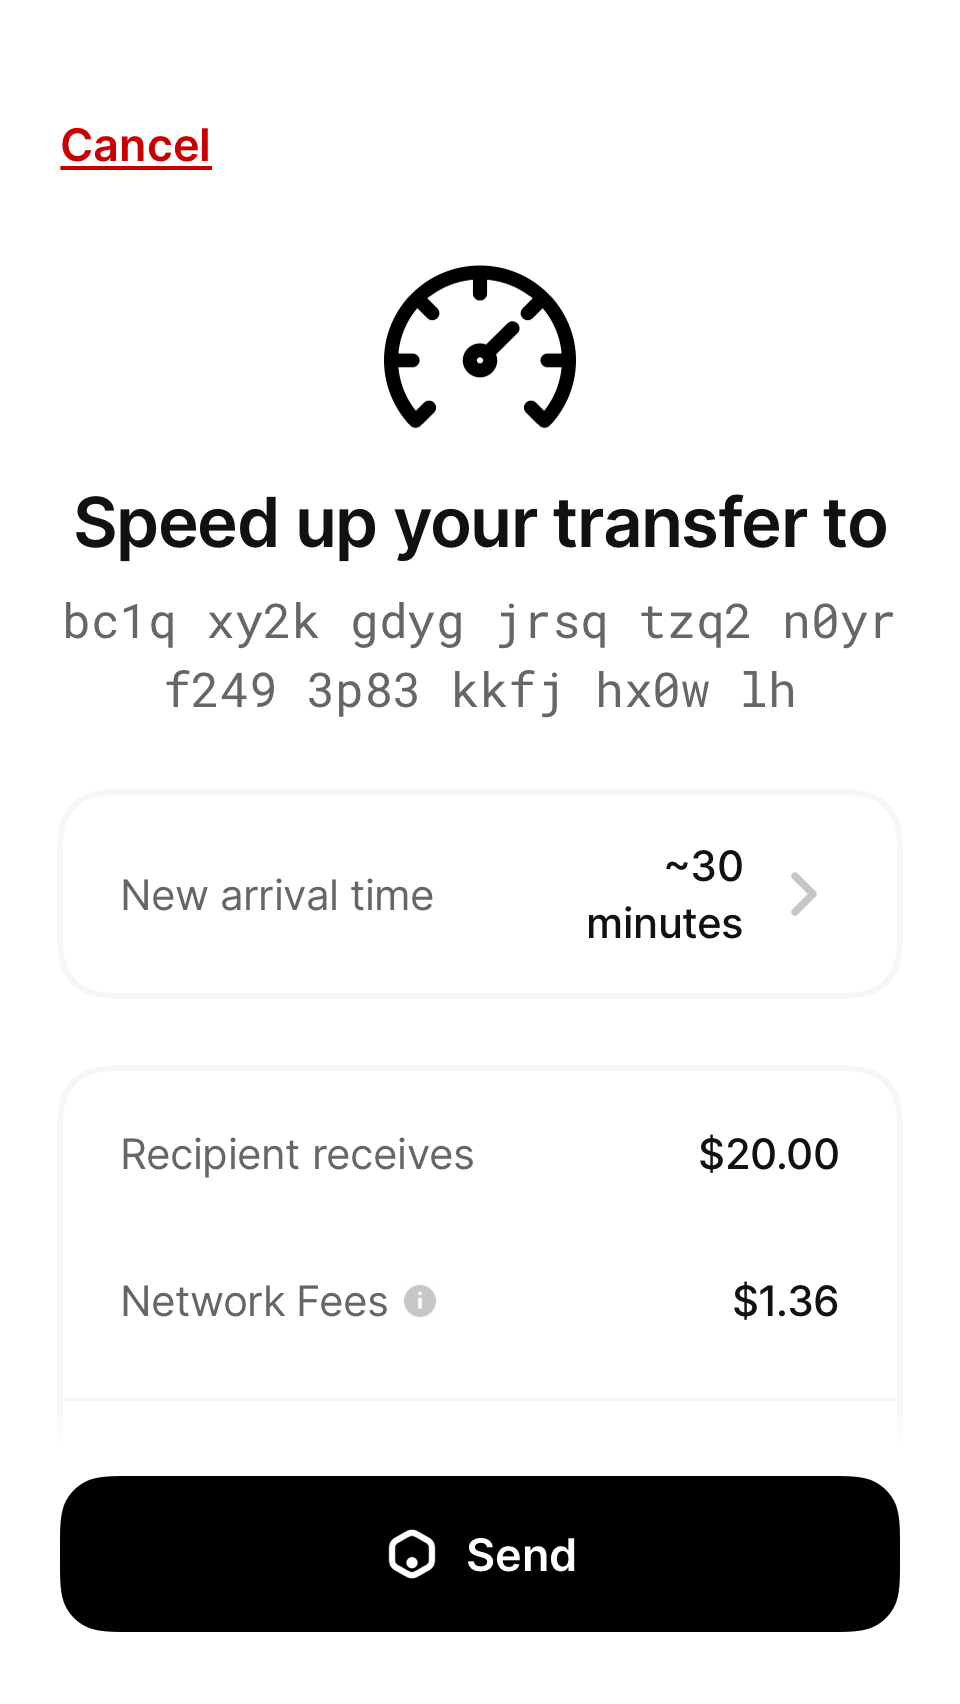 Cancel
Speed up your transfer to
bc1q xy2k gdyg jrsq tzq2 n0yr
f249 3p83 kkfj hx0w lh
New arrival time
~30
minutes
Recipient receives
$20.00
Network Fees
$1.36
Send